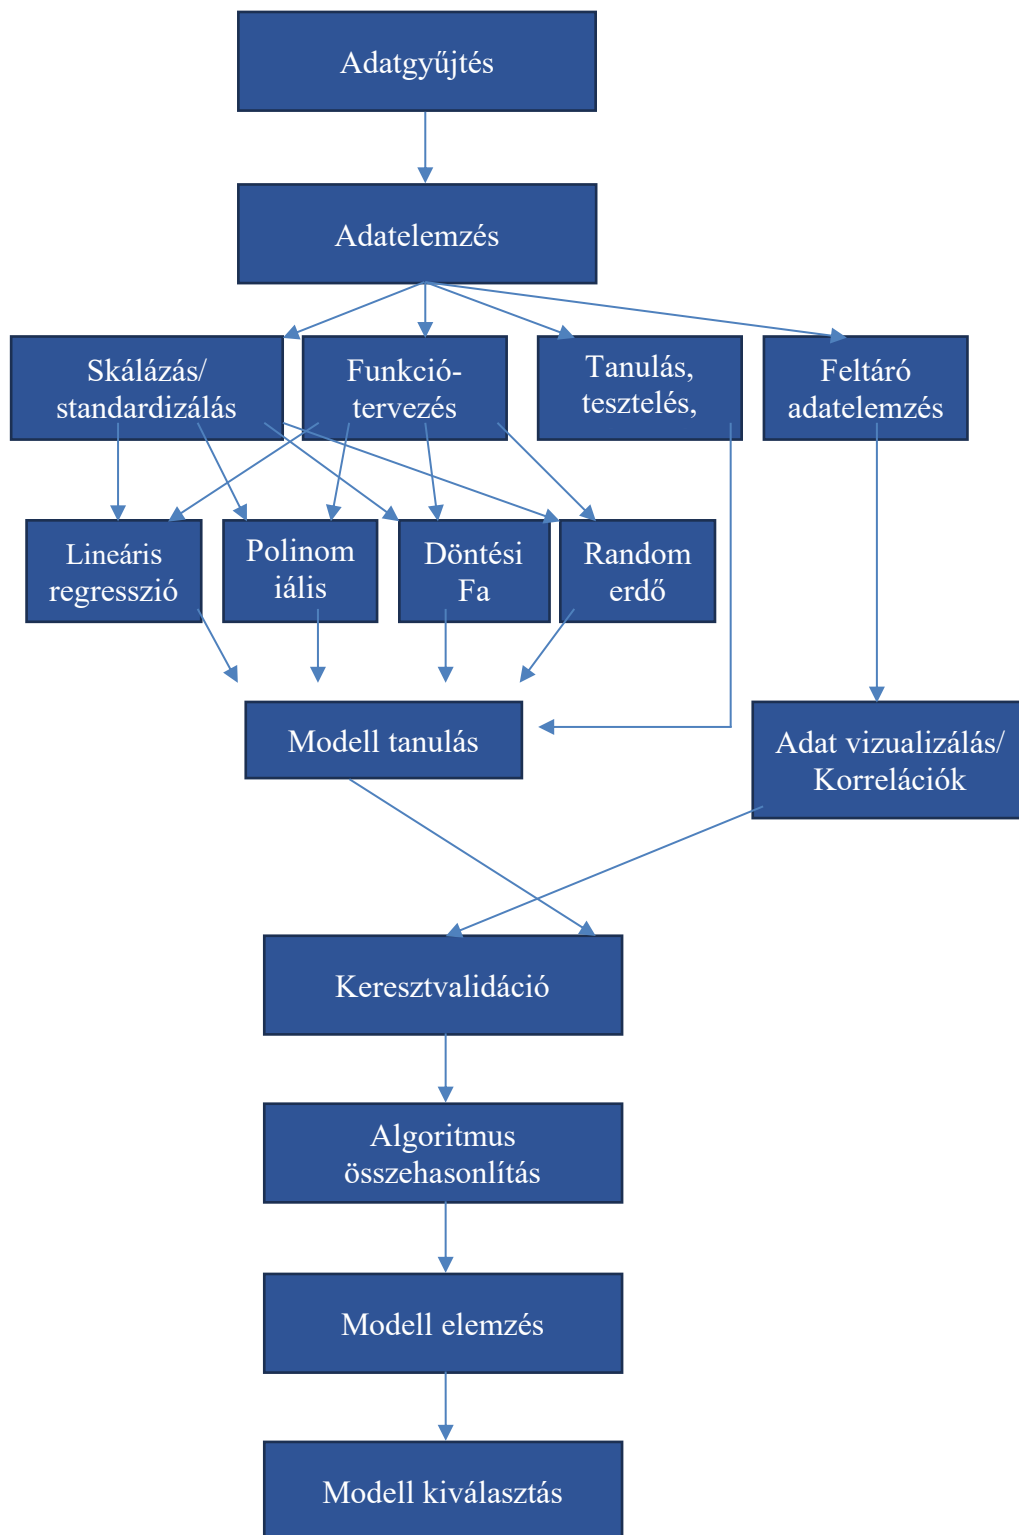 Adatgyűjtés
Adatelemzés
Skálázás/
standardizálás
Funkció-
tervezés
Tanulás,
tesztelés,
Feltáró
adatelemzés
Lineáris
regresszió
Polinom
iális
Döntési
Fa
Random
erdő
Modell tanulás
Adat vizualizálás/
Korrelációk
Keresztvalidáció
Algoritmus
összehasonlítás
Modell elemzés
Modell kiválasztás